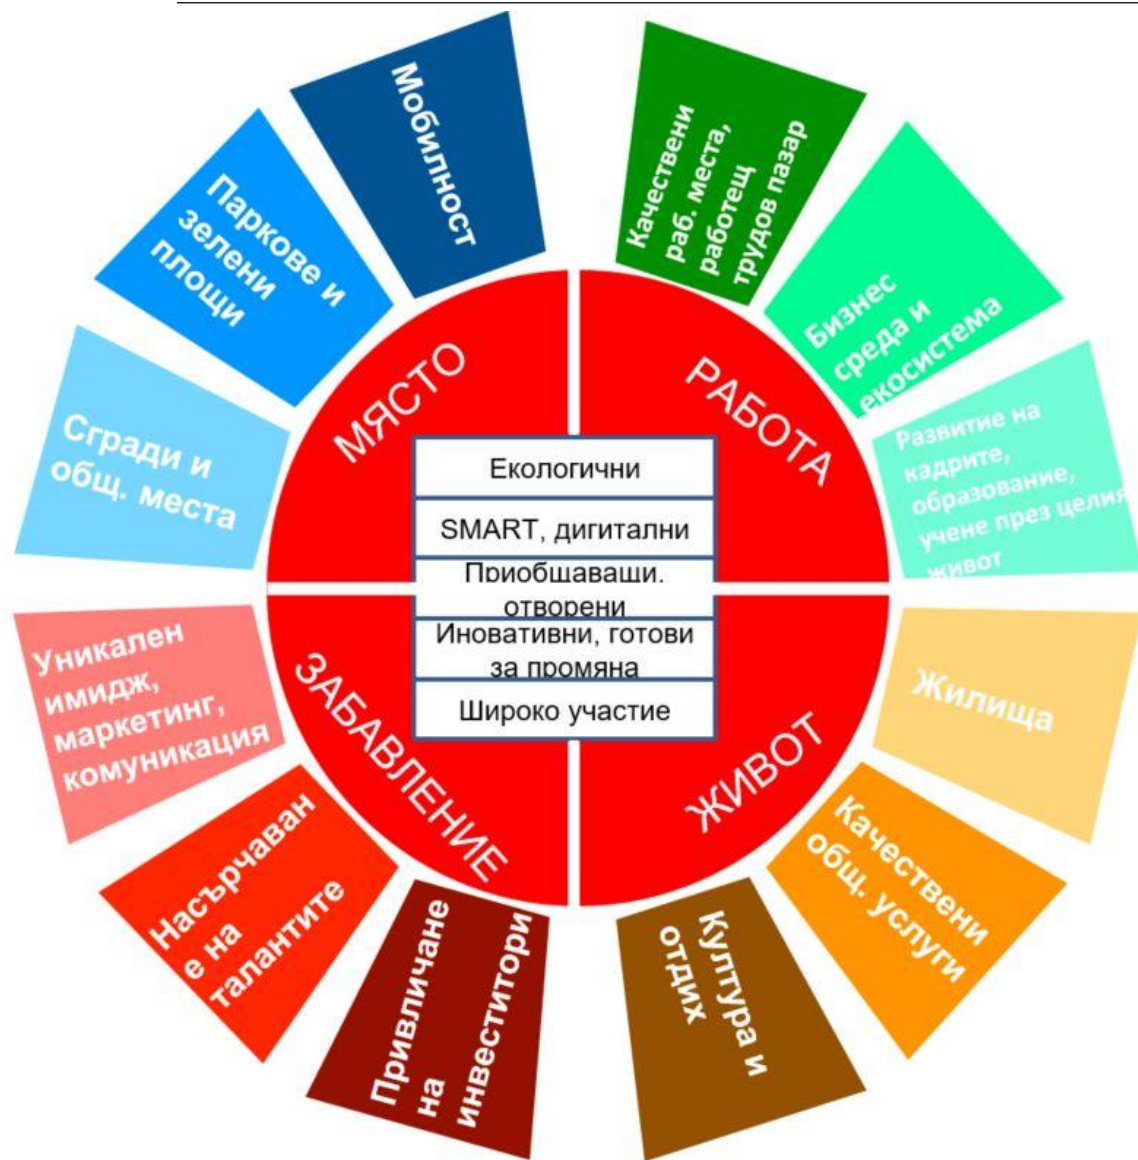 Мобилност
Паркове и
зелени
площи
Сгради и
общ. места
Качествени
раб. места,
работещ
трудов пазар
Бизнес
среда и
екосистема
Развитие на
кадрите,
образование,
учене през целия
живот
МЯСТО
РАБОТА
Екологични
SMART, дигитални
Приобщаващи,
отворени
Иновативни, готови
за промяна
Широко участие
ЗАБАВЛЕНИЕ
ЖИВОТ
Уникален
имидж,
маркетинг,
комуникация
Насърчаван
е на
талантите
Привличане
на
инвеститори
Жилища
Качествени
общ. услуги
Култура и
отдих